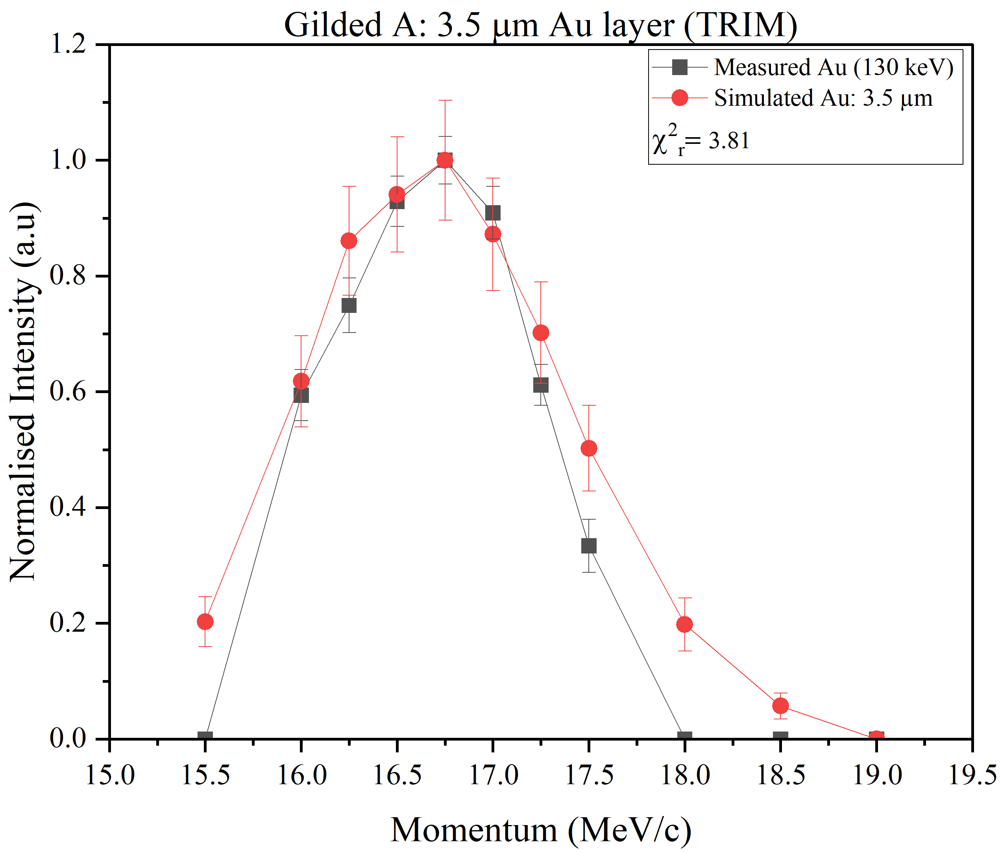 Gilded A: 3.5 μm Au layer (TRIM)
Measured Au (130 keV)
Simulated Au: 3.5 μm
χ²ᵣ= 3.81
Normalised Intensity (a.u)
1.2
1.0
0.8
0.6
0.4
0.2
0.0
15.0 15.5 16.0 16.5 17.0 17.5 18.0 18.5 19.0 19.5
Momentum (MeV/c)